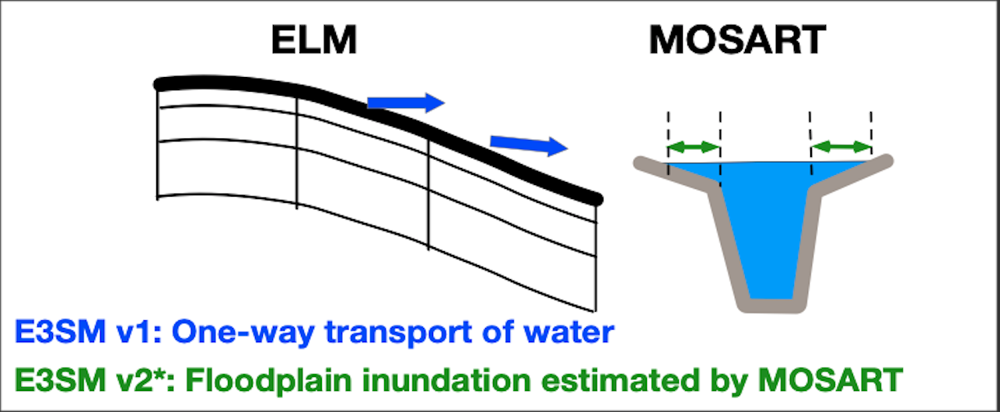 ELM
MOSART
E3SM v1: One-way transport of water
E3SM v2*: Floodplain inundation estimated by MOSART